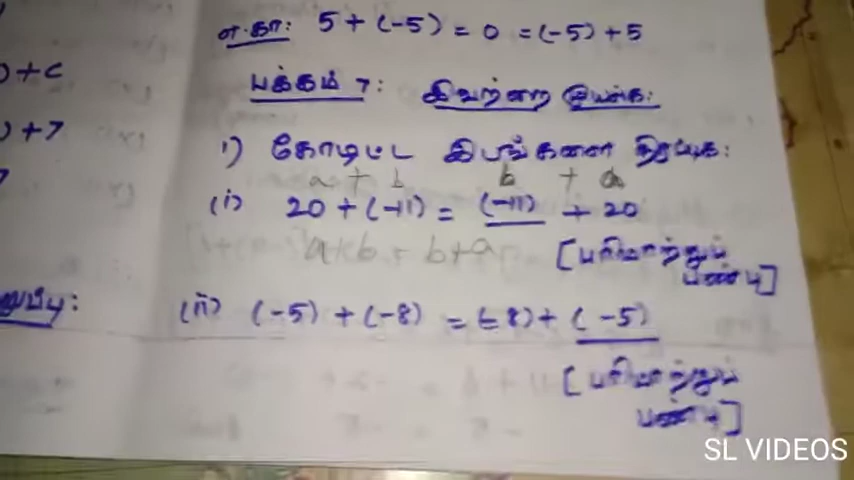 எ.கா: 5 + (-5) = 0 = (-5) + 5
பக்கம் 7: இவற்றை முயல்க:
1) கோடிட்ட இடங்களை நிரப்புக:
a + b b + a
(i) 20 + (-11) = (-11) + 20
a+b = b+a [பரிமாற்றுப் பண்பு]
(ii) (-5) + (-8) = (-8) + (-5)
[பரிமாற்றுப் பண்பு]
+ c
) + 7
SL VIDEOS